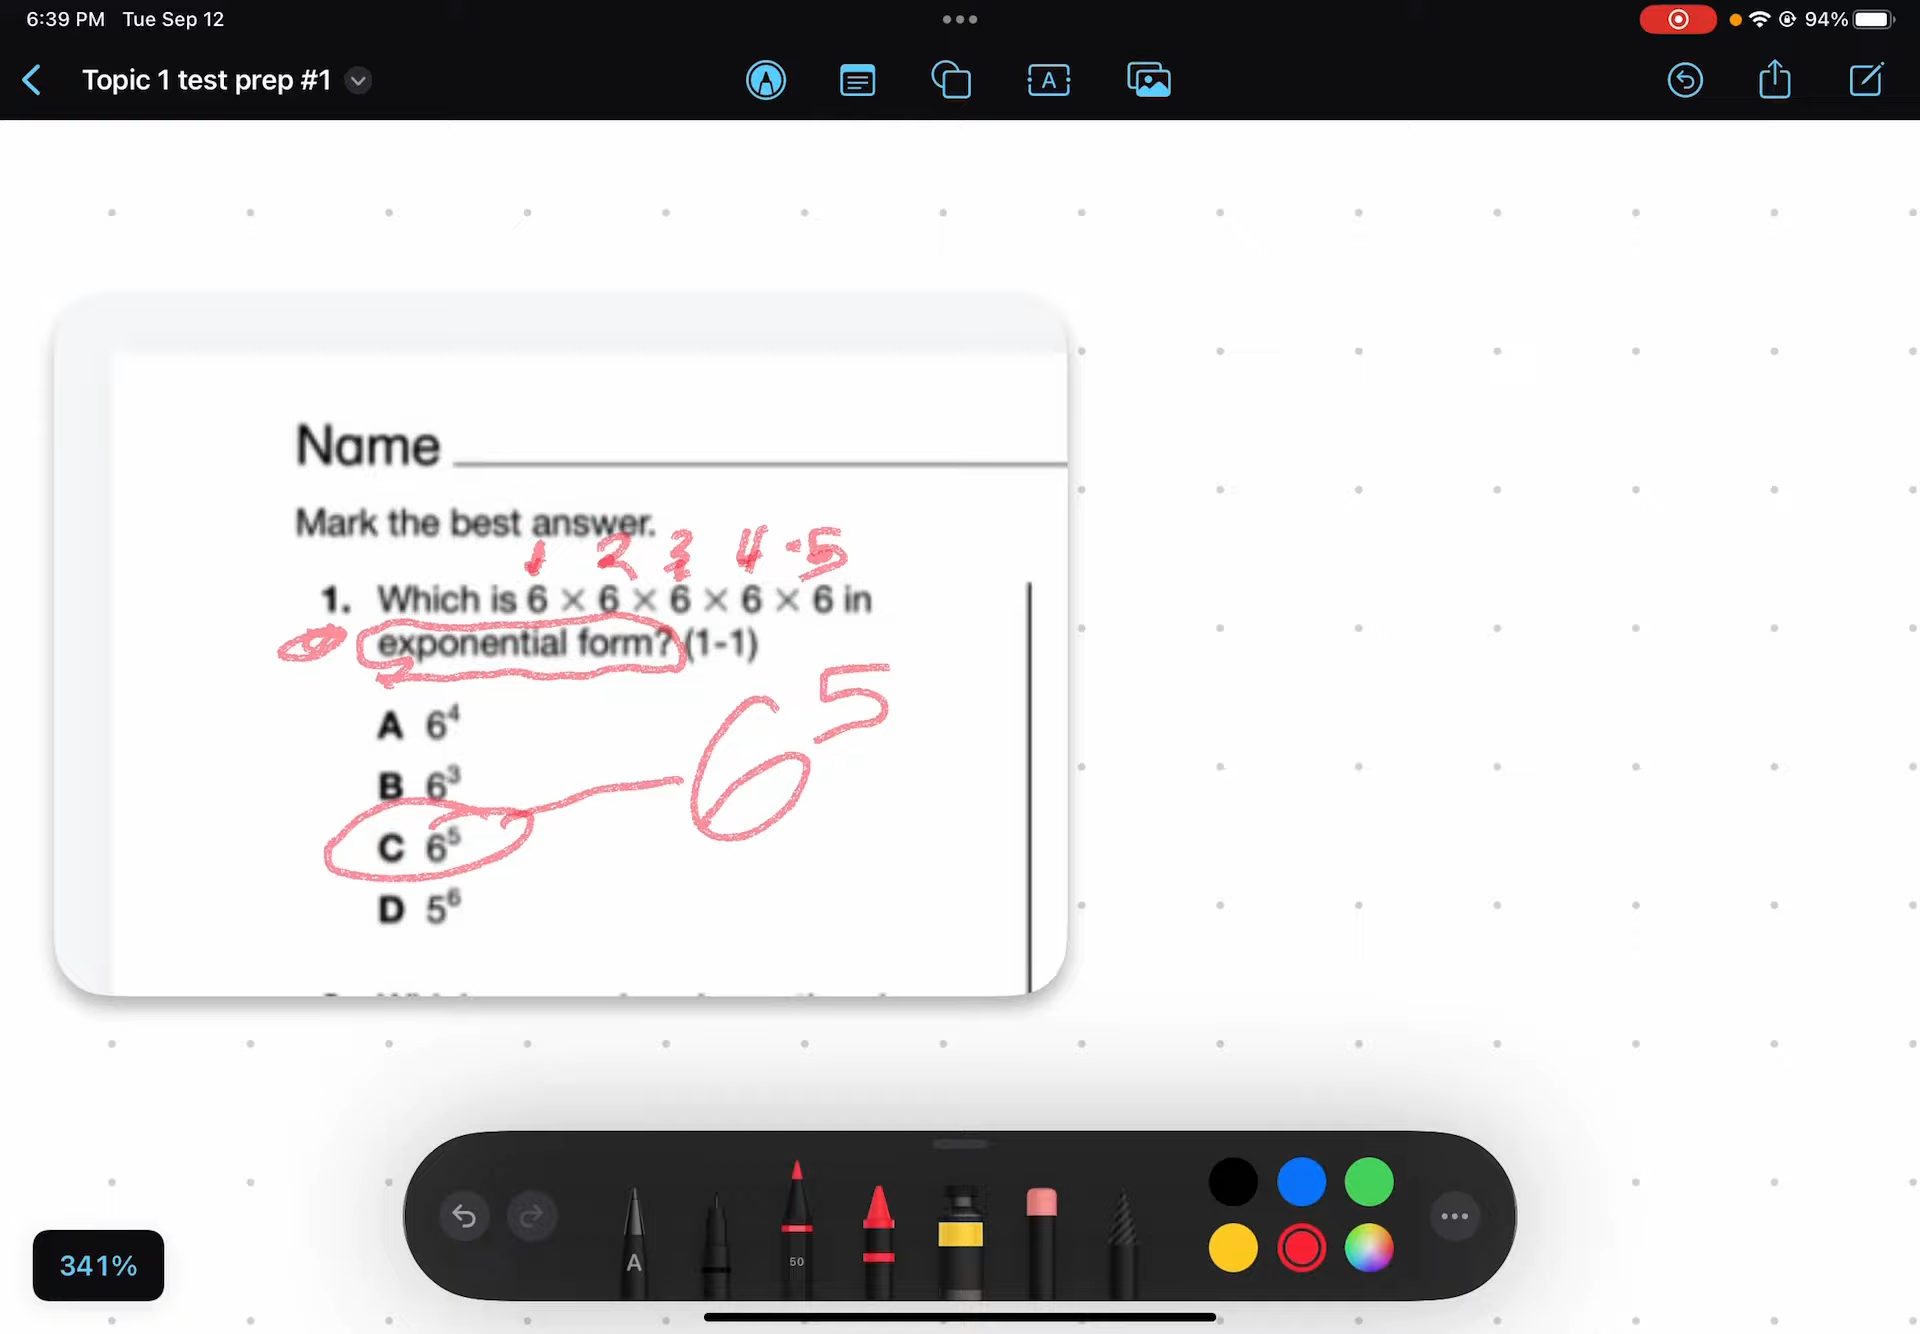 6:39 PM Tue Sep 12
94%
Topic 1 test prep #1
A
Name
Mark the best answer.
1 2 3 4 5
1. Which is 6 × 6 × 6 × 6 × 6 in
exponential form? (1-1)
6⁵
A 6⁴
B 6³
C 6⁵
D 5⁶
A
50
341%